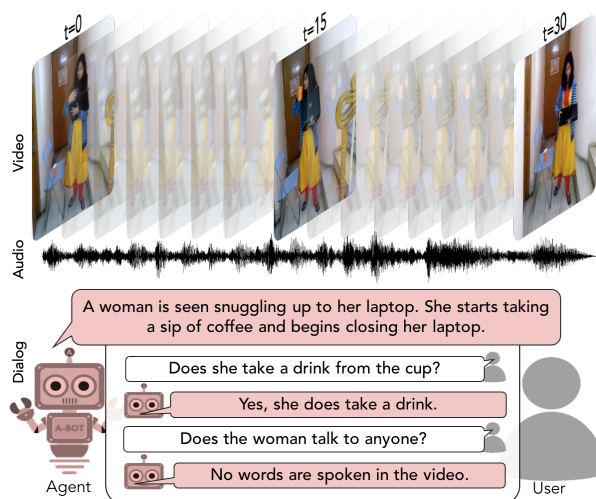 t=0
t=15
t=30
Video
Audio
Dialog
A woman is seen snuggling up to her laptop. She starts taking
a sip of coffee and begins closing her laptop.
Does she take a drink from the cup?
Yes, she does take a drink.
Does the woman talk to anyone?
No words are spoken in the video.
A
A-BOT
Agent
User